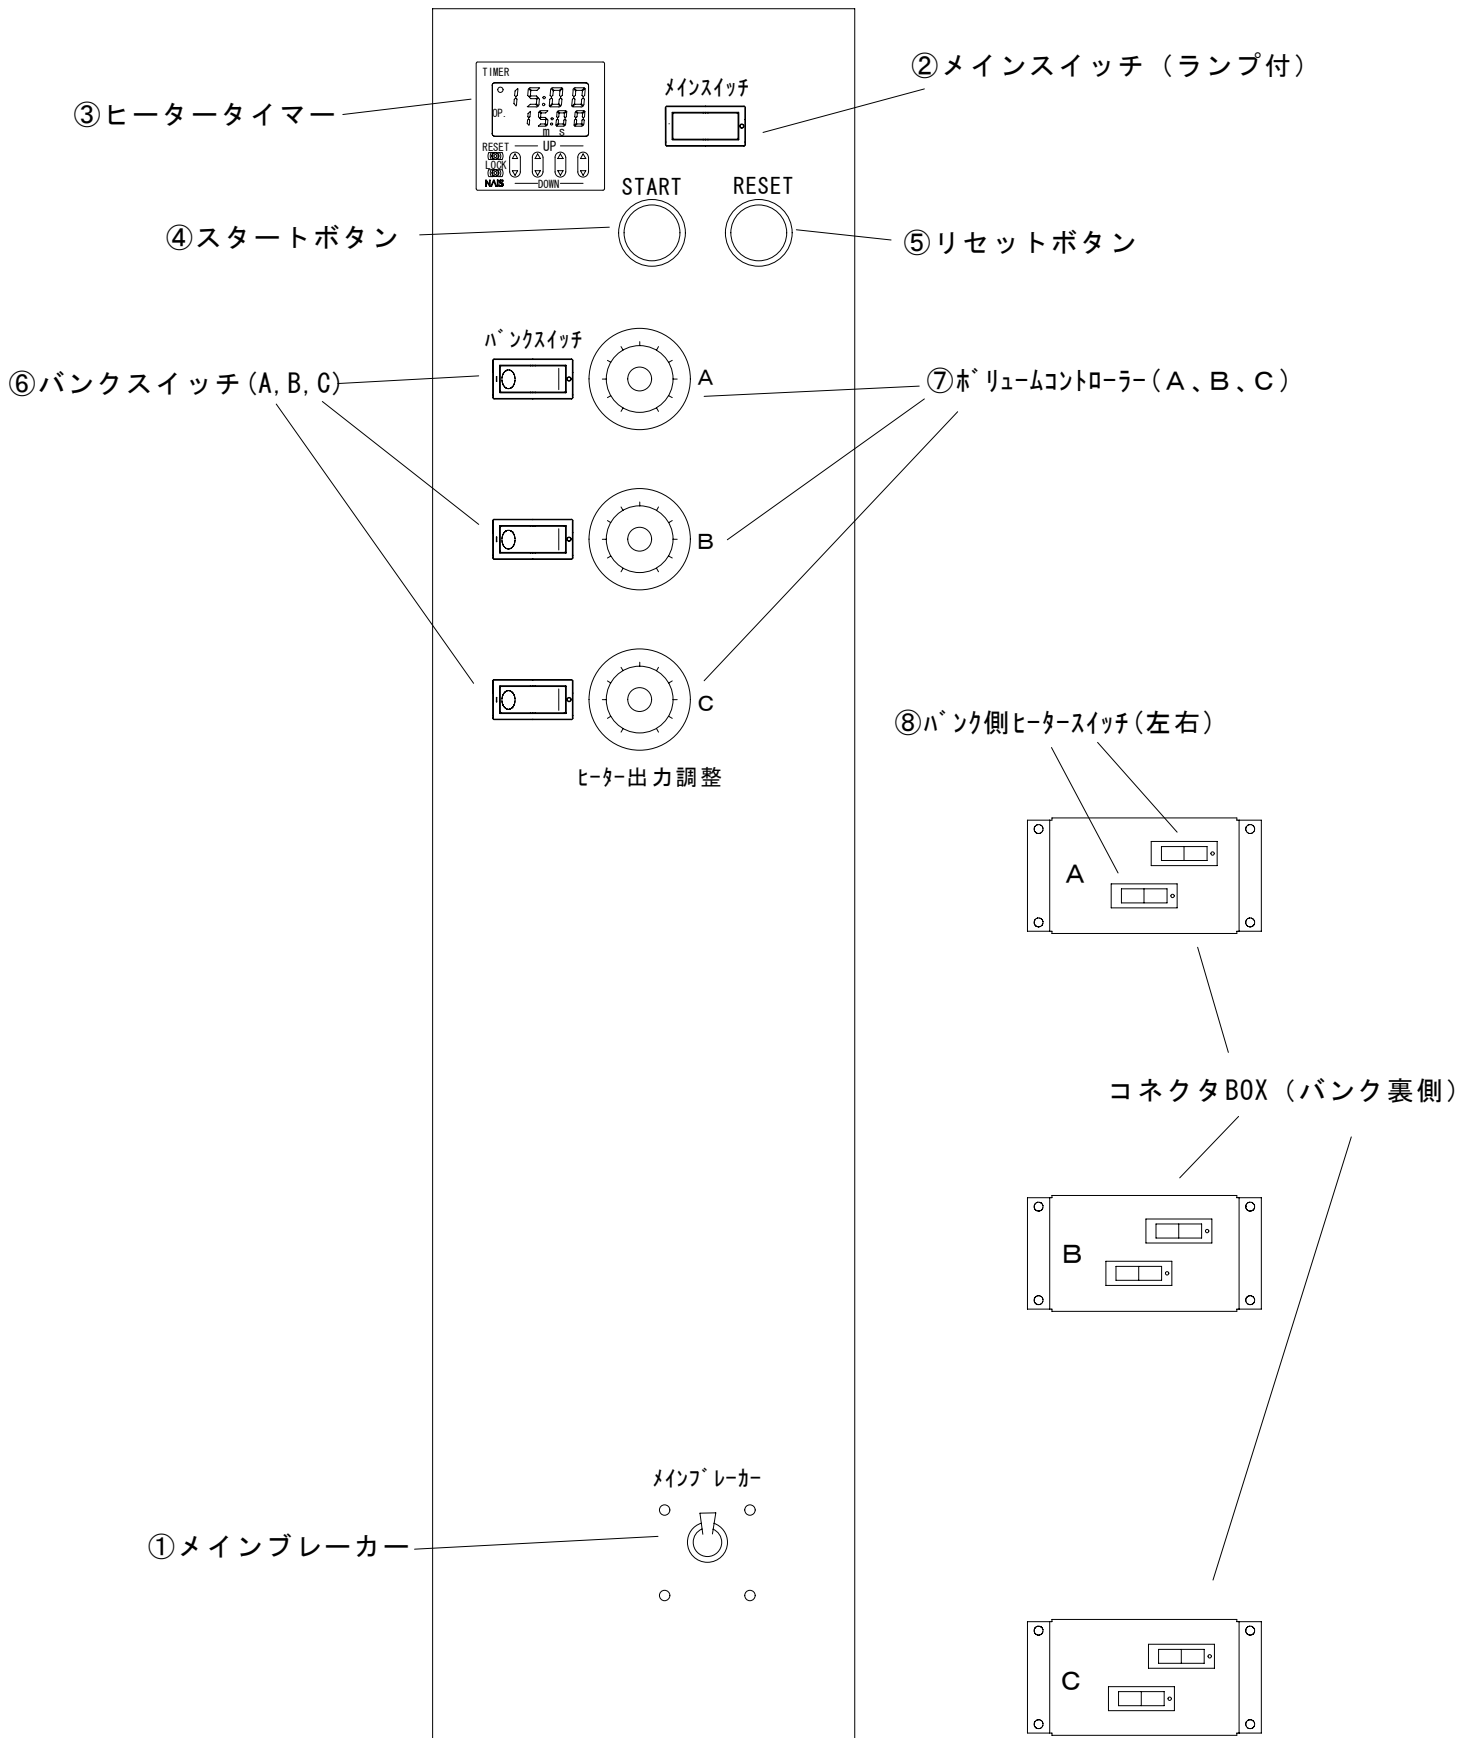 TIMER
15:00
OP.
15:00
m s
RESET
UP
LOCK
NAiS
DOWN
メインスイッチ
②メインスイッチ（ランプ付）
③ヒータータイマー
START
RESET
④スタートボタン
⑤リセットボタン
バンクスイッチ
A
⑥バンクスイッチ(A,B,C)
⑦ボリュームコントローラー(A、B、C)
B
C
ヒーター出力調整
⑧バンク側ヒータースイッチ(左右)
A
コネクタBOX（バンク裏側）
B
メインブレーカー
①メインブレーカー
C